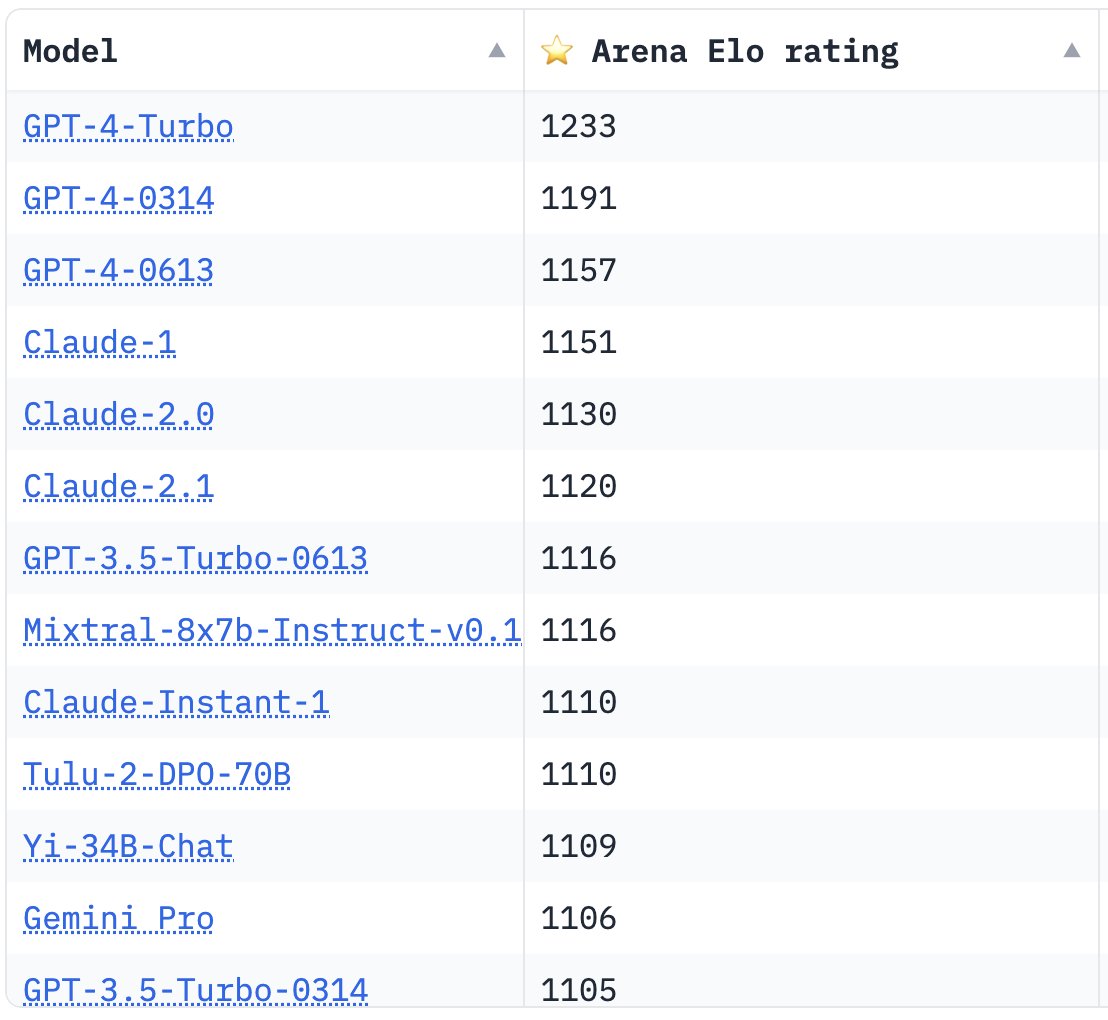 Model ▲ ⭐ Arena Elo rating ▲
GPT-4-Turbo 1233
GPT-4-0314 1191
GPT-4-0613 1157
Claude-1 1151
Claude-2.0 1130
Claude-2.1 1120
GPT-3.5-Turbo-0613 1116
Mixtral-8x7b-Instruct-v0.1 1116
Claude-Instant-1 1110
Tulu-2-DPO-70B 1110
Yi-34B-Chat 1109
Gemini Pro 1106
GPT-3.5-Turbo-0314 1105